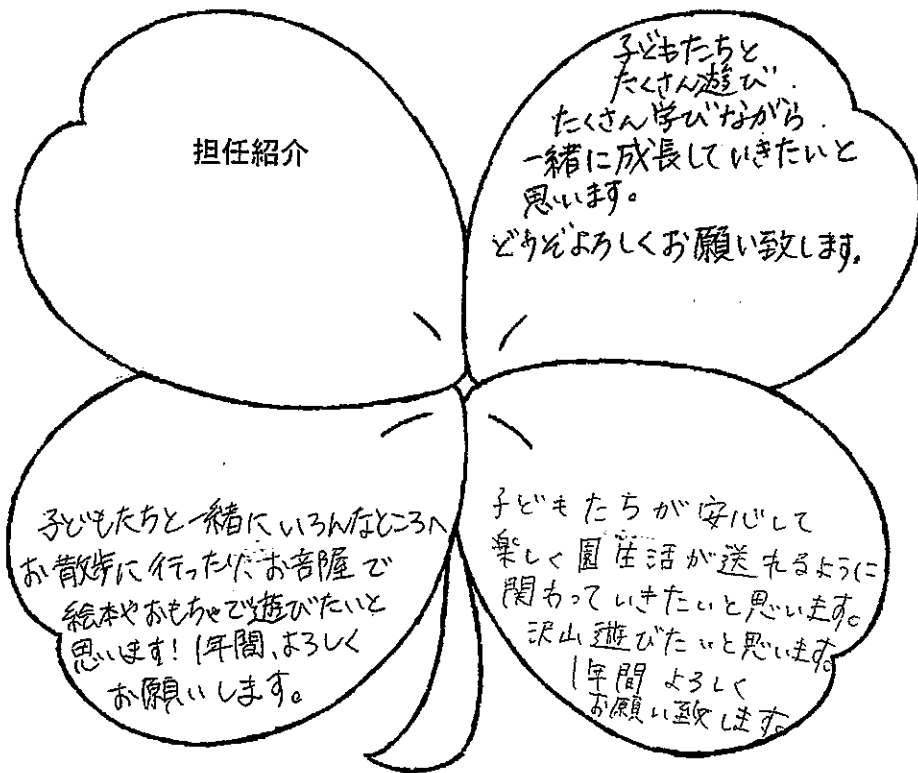 担任紹介
子どもたちと
たくさん遊び
たくさん学びながら
一緒に成長していきたいと
思います。
どうぞよろしくお願い致します。
子どもたちと一緒にいろんなところへ
お散歩に行ったり、お部屋で
絵本やおもちゃで遊びたいと
思います!1年間、よろしく
お願いします。
子どもたちが安心して
楽しく園生活が送れるように
関わっていきたいと思います。
沢山遊びたいと思います。
1年間よろしく
お願い致します。